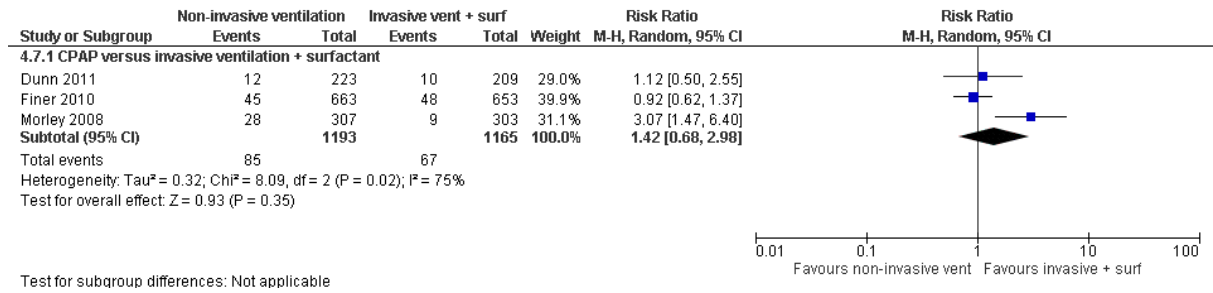 Non-invasive ventilation Invasive vent + surf Risk Ratio Risk Ratio
Study or Subgroup Events Total Events Total Weight M-H, Random, 95% CI M-H, Random, 95% CI
4.7.1 CPAP versus invasive ventilation + surfactant
Dunn 2011 12 223 10 209 29.0% 1.12 [0.50, 2.55]
Finer 2010 45 663 48 653 39.9% 0.92 [0.62, 1.37]
Morley 2008 28 307 9 303 31.1% 3.07 [1.47, 6.40]
Subtotal (95% CI) 1193 1165 100.0% 1.42 [0.68, 2.98]
Total events 85 67
Heterogeneity: Tau² = 0.32; Chi² = 8.09, df = 2 (P = 0.02); I² = 75%
Test for overall effect: Z = 0.93 (P = 0.35)
0.01 0.1 1 10 100
Favours non-invasive vent Favours invasive + surf
Test for subgroup differences: Not applicable